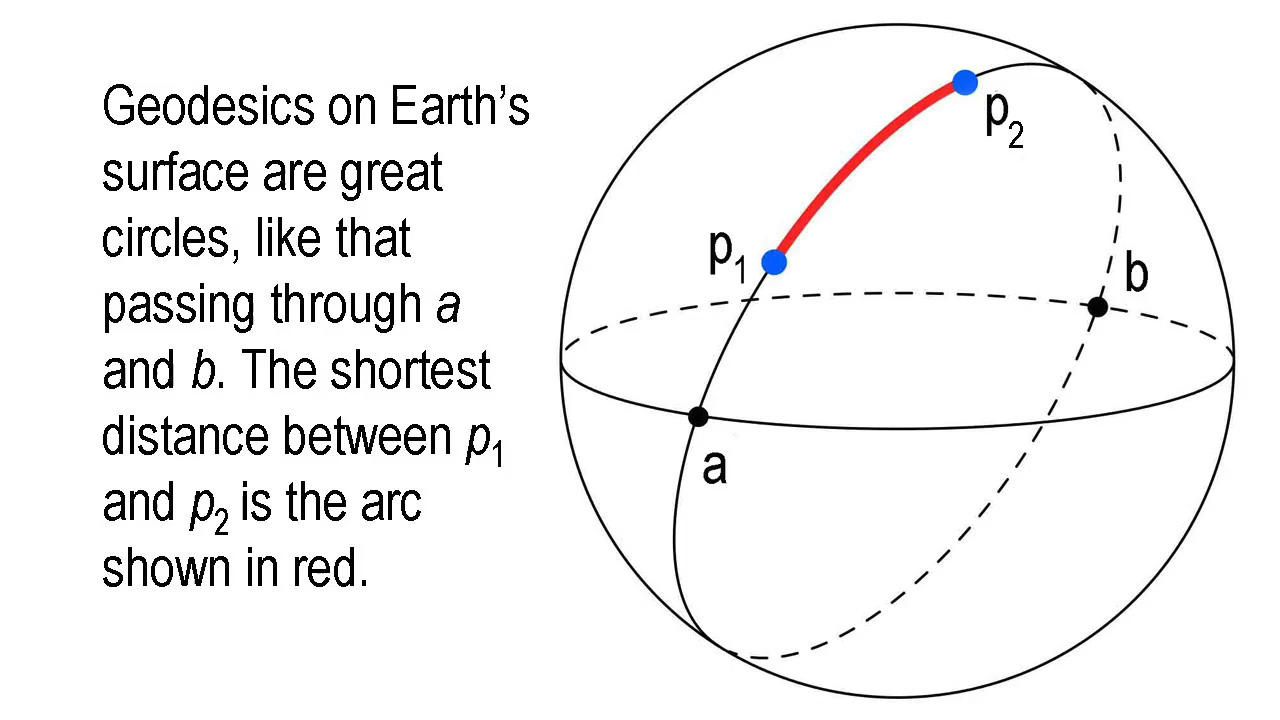 Geodesics on Earth’s
surface are great
circles, like that
passing through a
and b. The shortest
distance between p₁
and p₂ is the arc
shown in red.
p₂
p₁
b
a